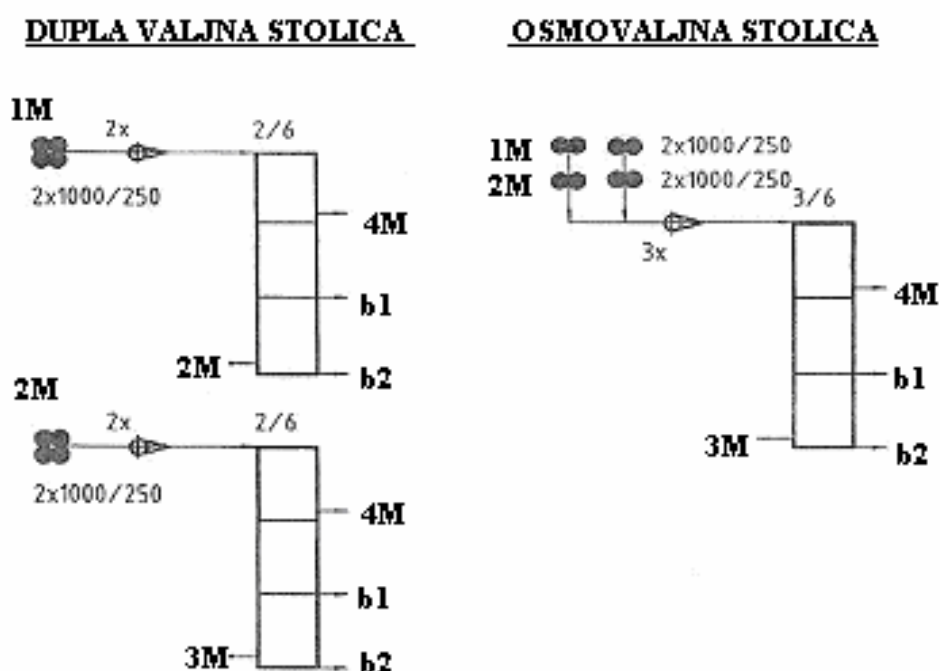 DUPLA VALJNA STOLICA
1M
2x
2/6
2x1000/250
4M
b1
2M
b2
2M
2x
2/6
2x1000/250
4M
b1
3M
b2
OSMOVALJNA STOLICA
1M
2x1000/250
2M
2x1000/250
3/6
3x
4M
b1
3M
b2